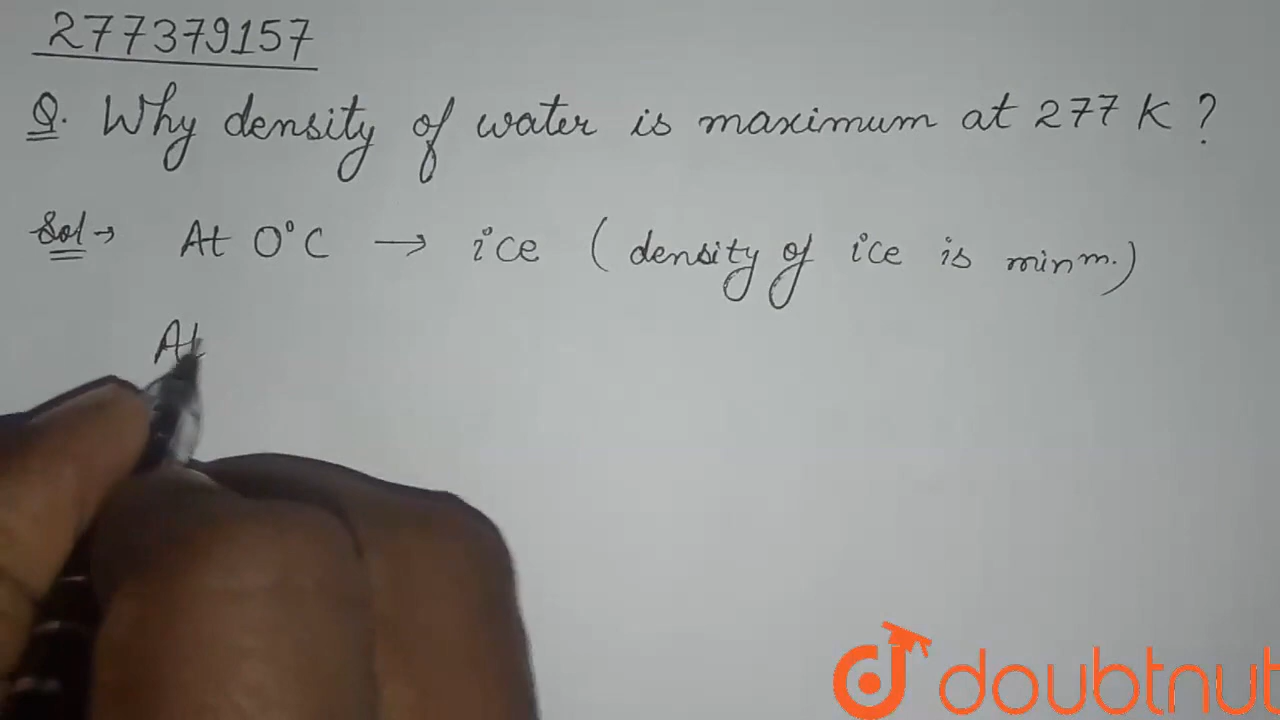 277379157
Q. Why density of water is maximum at 277 K ?
Sol → At 0°C → ice ( density of ice is minm. )
At
doubtnut